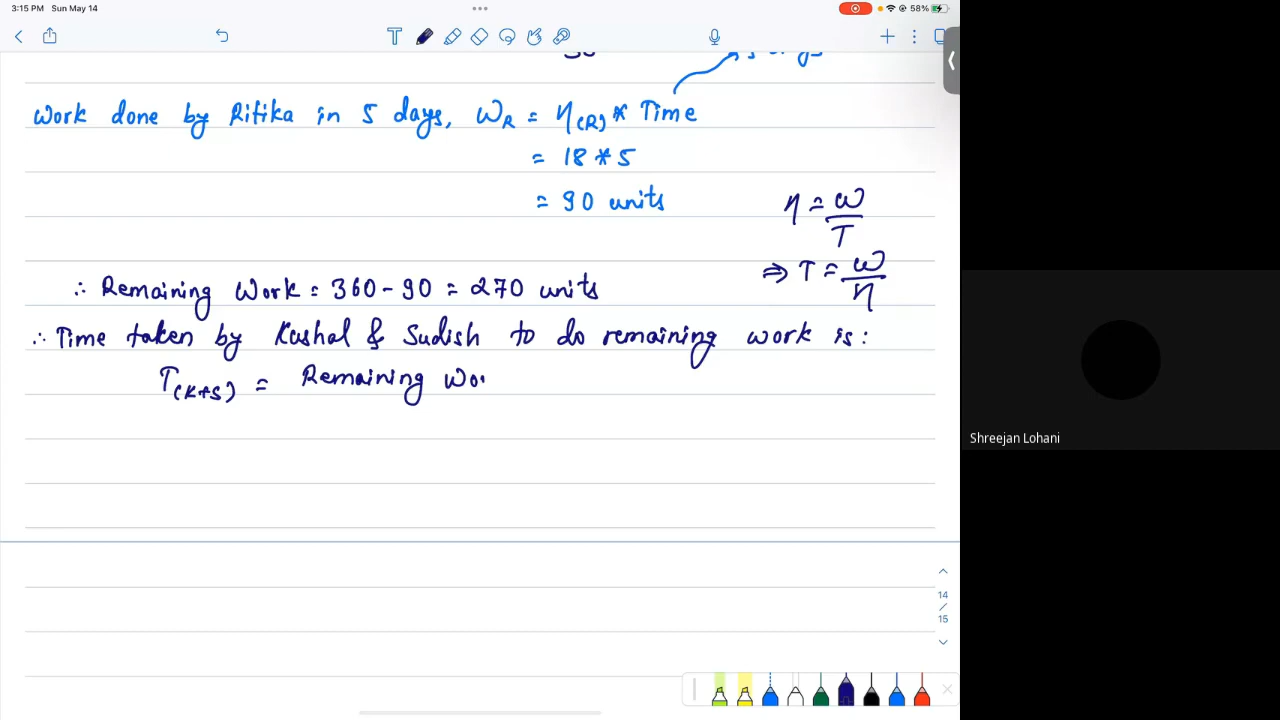 3:15 PM Sun May 14
58%
T
Work done by Ritika in 5 days, WR = η(R) * Time
= 18 * 5
= 90 units
η = W/T
⇒ T = W/η
∴ Remaining Work = 360 - 90 = 270 units
∴ Time taken by Kushal & Sudish to do remaining work is:
T(K+S) = Remaining Wo
14
/
15
Shreejan Lohani